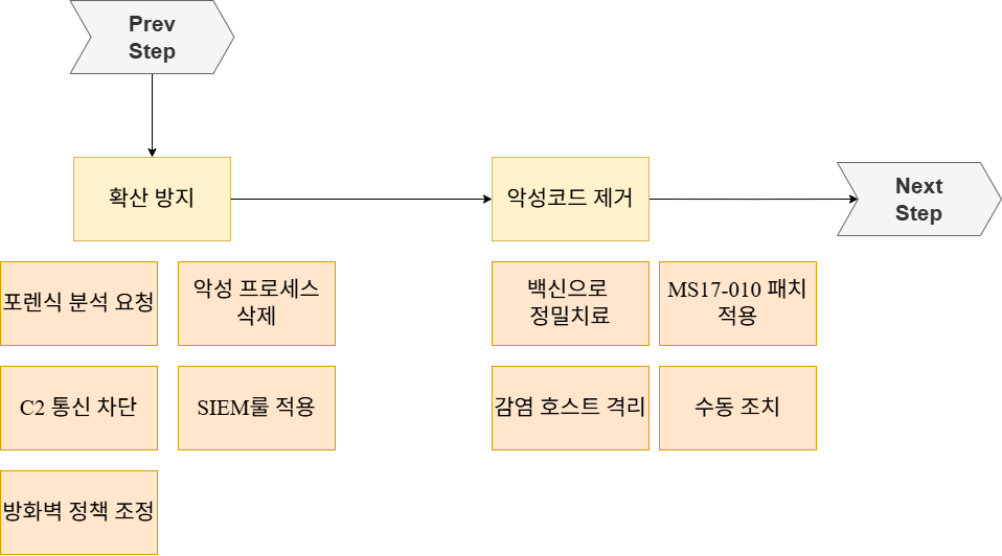 Prev
Step
확산 방지
악성코드 제거
Next
Step
포렌식 분석 요청
악성 프로세스
삭제
백신으로
정밀치료
MS17-010 패치
적용
C2 통신 차단
SIEM룰 적용
감염 호스트 격리
수동 조치
방화벽 정책 조정